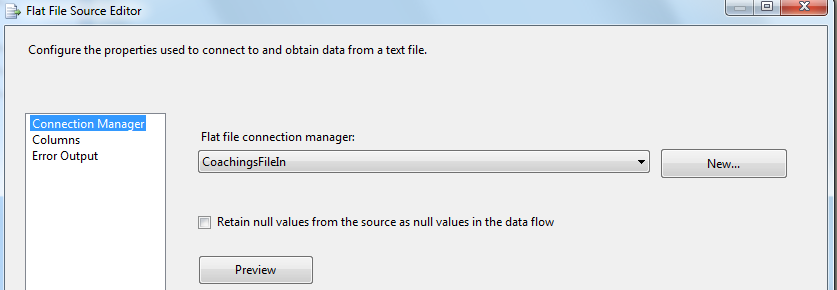 Flat File Source Editor
Configure the properties used to connect to and obtain data from a text file.
Connection Manager
Columns
Error Output
Flat file connection manager:
CoachingsFileIn
New...
Retain null values from the source as null values in the data flow
Preview